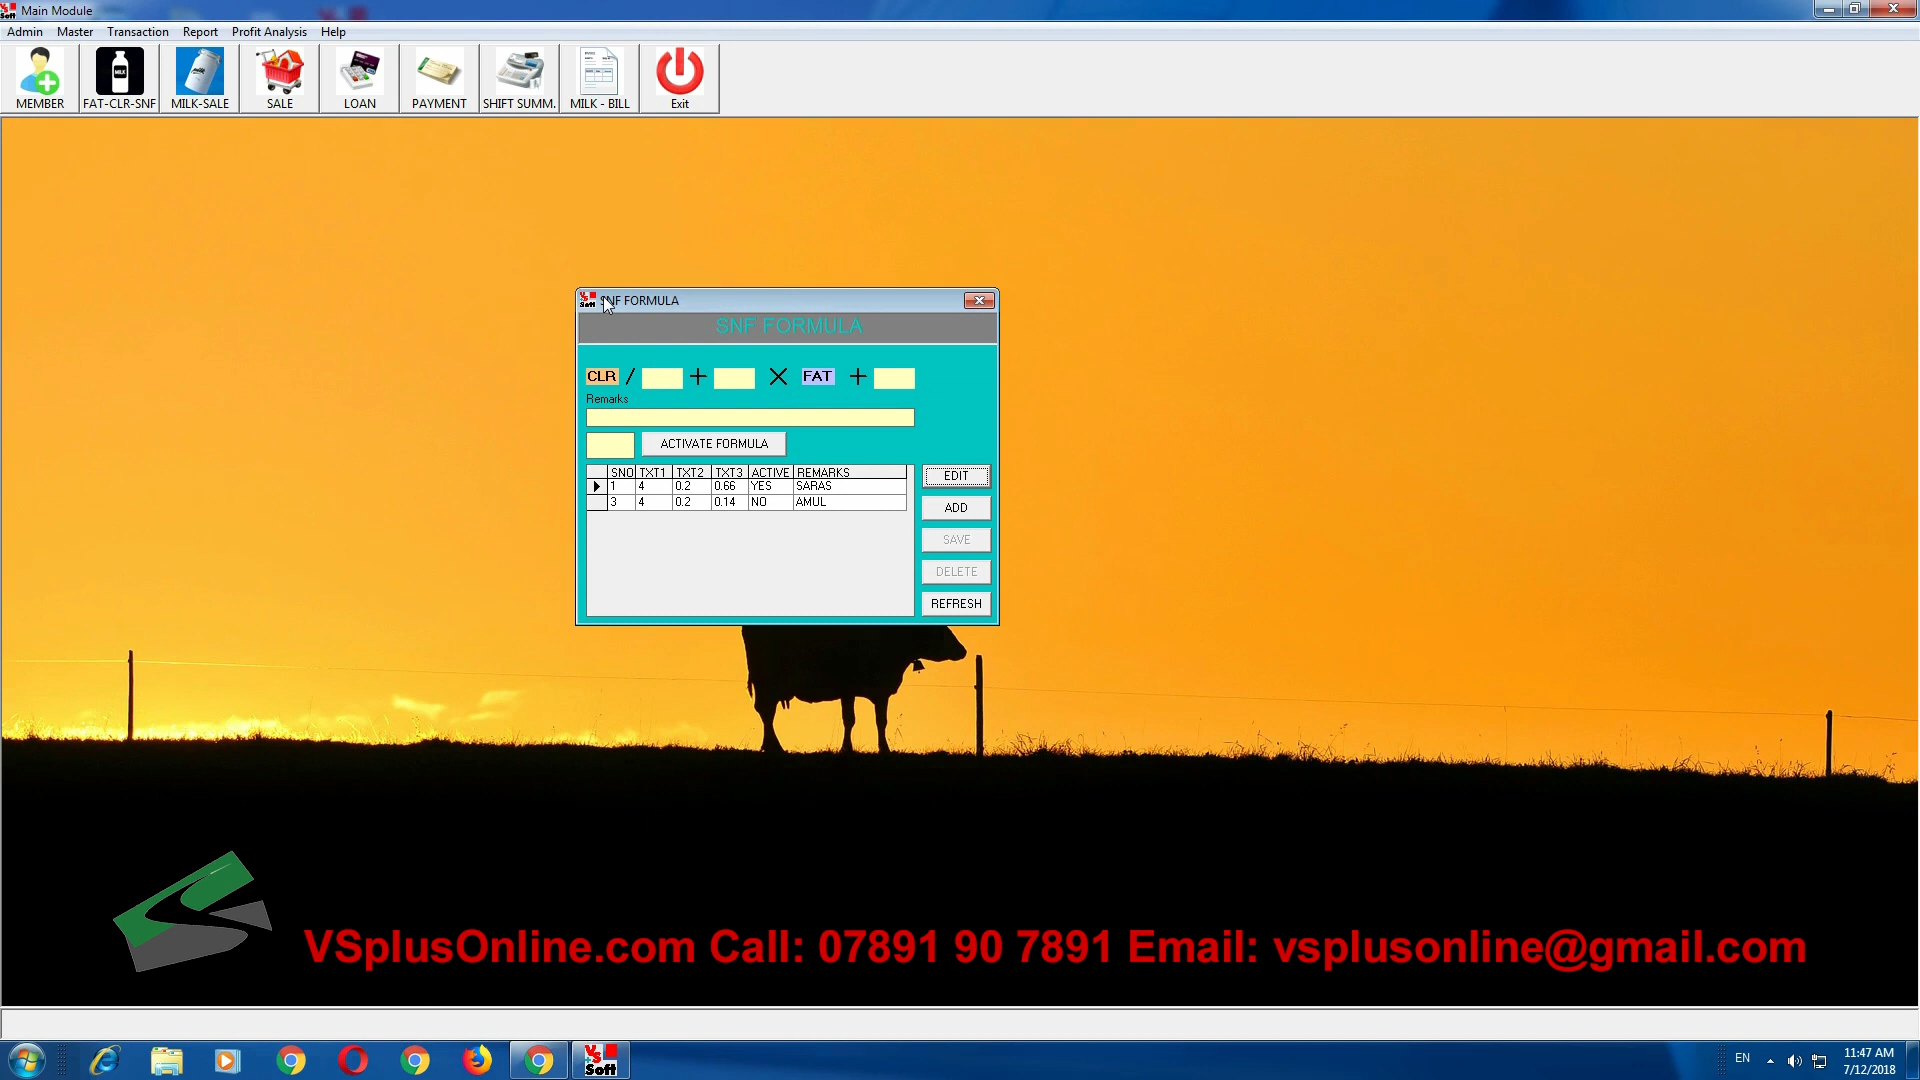 Main Module
Admin Master Transaction Report Profit Analysis Help
MEMBER FAT-CLR-SNF MILK-SALE SALE LOAN PAYMENT SHIFT SUMM. MILK - BILL Exit
SNF FORMULA
SNF FORMULA
CLR / + X FAT +
Remarks
ACTIVATE FORMULA
SNO TXT1 TXT2 TXT3 ACTIVE REMARKS
1 4 0.2 0.66 YES SARAS
3 4 0.2 0.14 NO AMUL
EDIT
ADD
SAVE
DELETE
REFRESH
VSplusOnline.com Call: 07891 90 7891 Email: vsplusonline@gmail.com
VS Soft
EN
11:47 AM
7/12/2018